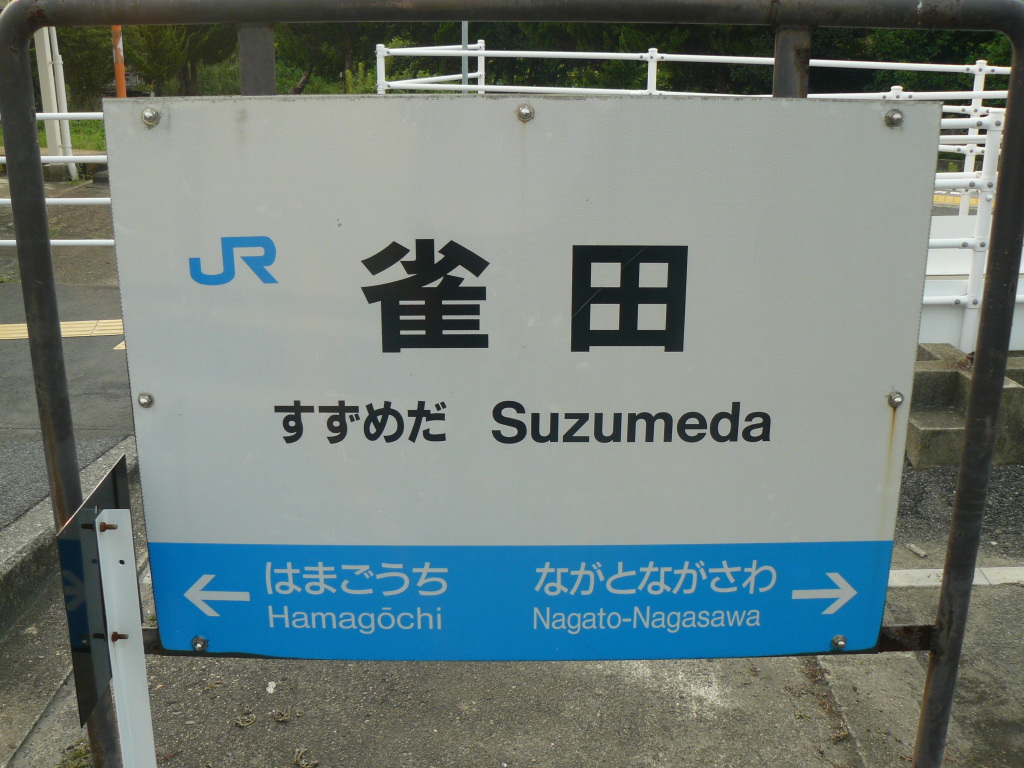 JR 雀田
すずめだ Suzumeda
← はまごうち ながとながさわ →
Hamagōchi Nagato-Nagasawa